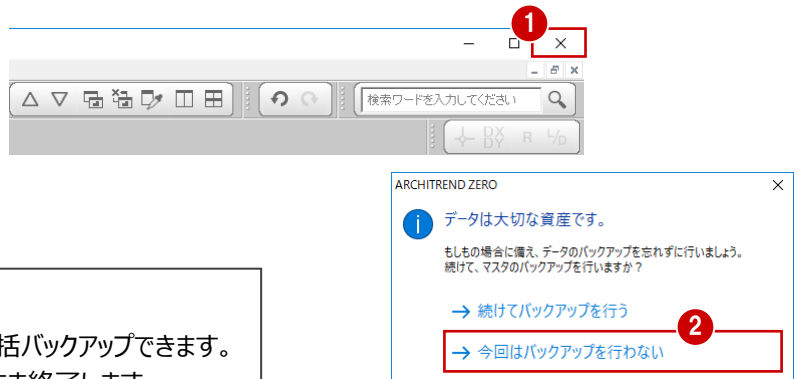 1
検索ワードを入力してください
DX
DY
R
L/D
ARCHITREND ZERO
データは大切な資産です。
もしもの場合に備え、データのバックアップを忘れずに行いましょう。
続けて、マスタのバックアップを行いますか？
→ 続けてバックアップを行う
2
→ 今回はバックアップを行わない
括バックアップできます。
終了します